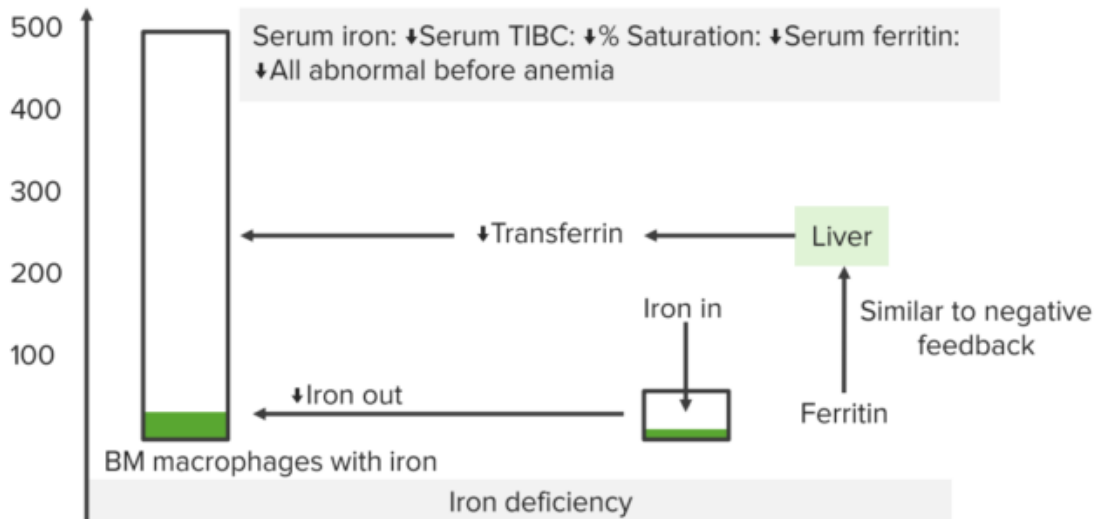 500
Serum iron: ↓Serum TIBC: ↓% Saturation: ↓Serum ferritin:
↓All abnormal before anemia
400
300
↓Transferrin
Liver
200
Iron in
Similar to negative
feedback
100
↓Iron out
Ferritin
BM macrophages with iron
Iron deficiency